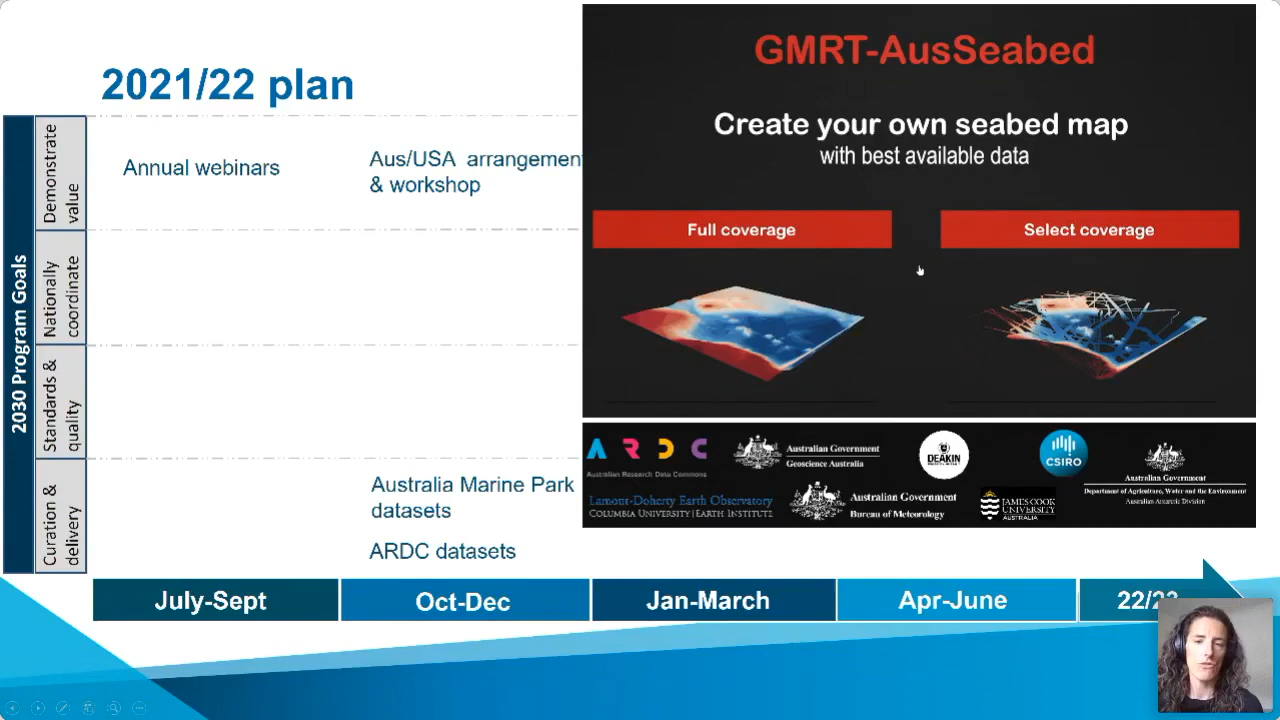 2021/22 plan
2030 Program Goals
Demonstrate
value
Nationally
coordinate
Standards &
quality
Curation &
delivery
Annual webinars
Aus/USA arrangement
& workshop
Australia Marine Park
datasets
ARDC datasets
GMRT-AusSeabed
Create your own seabed map
with best available data
Full coverage
Select coverage
ARDC
Australian Research Data Commons
Australian Government
Geoscience Australia
DEAKIN
CSIRO
Australian Government
Department of Agriculture, Water and the Environment
Australian Antarctic Division
Lamont-Doherty Earth Observatory
COLUMBIA UNIVERSITY | EARTH INSTITUTE
Australian Government
Bureau of Meteorology
JAMES COOK
UNIVERSITY
AUSTRALIA
July-Sept
Oct-Dec
Jan-March
Apr-June